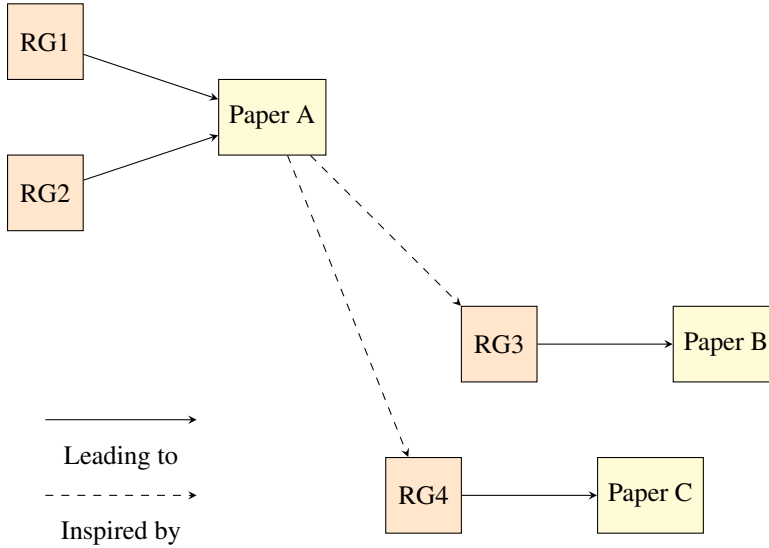 RG1
Paper A
RG2
RG3
Paper B
Leading to
RG4
Paper C
Inspired by